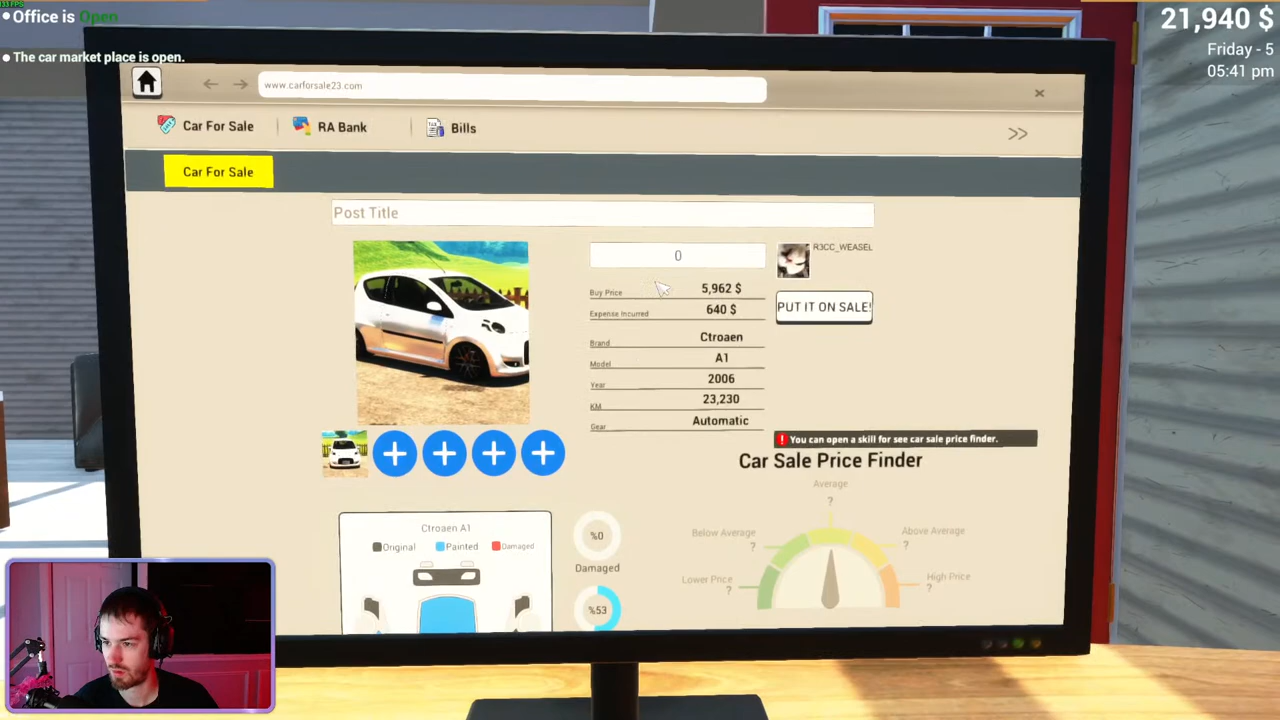 133 FPS
Office is Open
The car market place is open.
21,940 $
Friday - 5
05:41 pm
www.carforsale23.com
Car For Sale
RA Bank
Bills
>>
Car For Sale
Post Title
0
R3CC_WEASEL
Buy Price 5,962 $
Expense Incurred 640 $
PUT IT ON SALE!
Brand Ctroaen
Model A1
Year 2006
KM 23,230
Gear Automatic
You can open a skill for see car sale price finder.
Car Sale Price Finder
Average
?
Below Average
?
Above Average
?
Lower Price
?
High Price
?
Ctroaen A1
Original Painted Damaged
%0
Damaged
%53